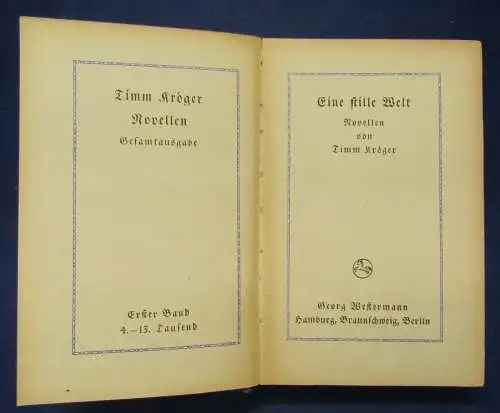 Timm Kröger
Novellen
Gesamtausgabe
Erster Band
4.—13. Tausend
Eine stille Welt
Novellen
von
Timm Kröger
Georg Westermann
Hamburg, Braunschweig, Berlin